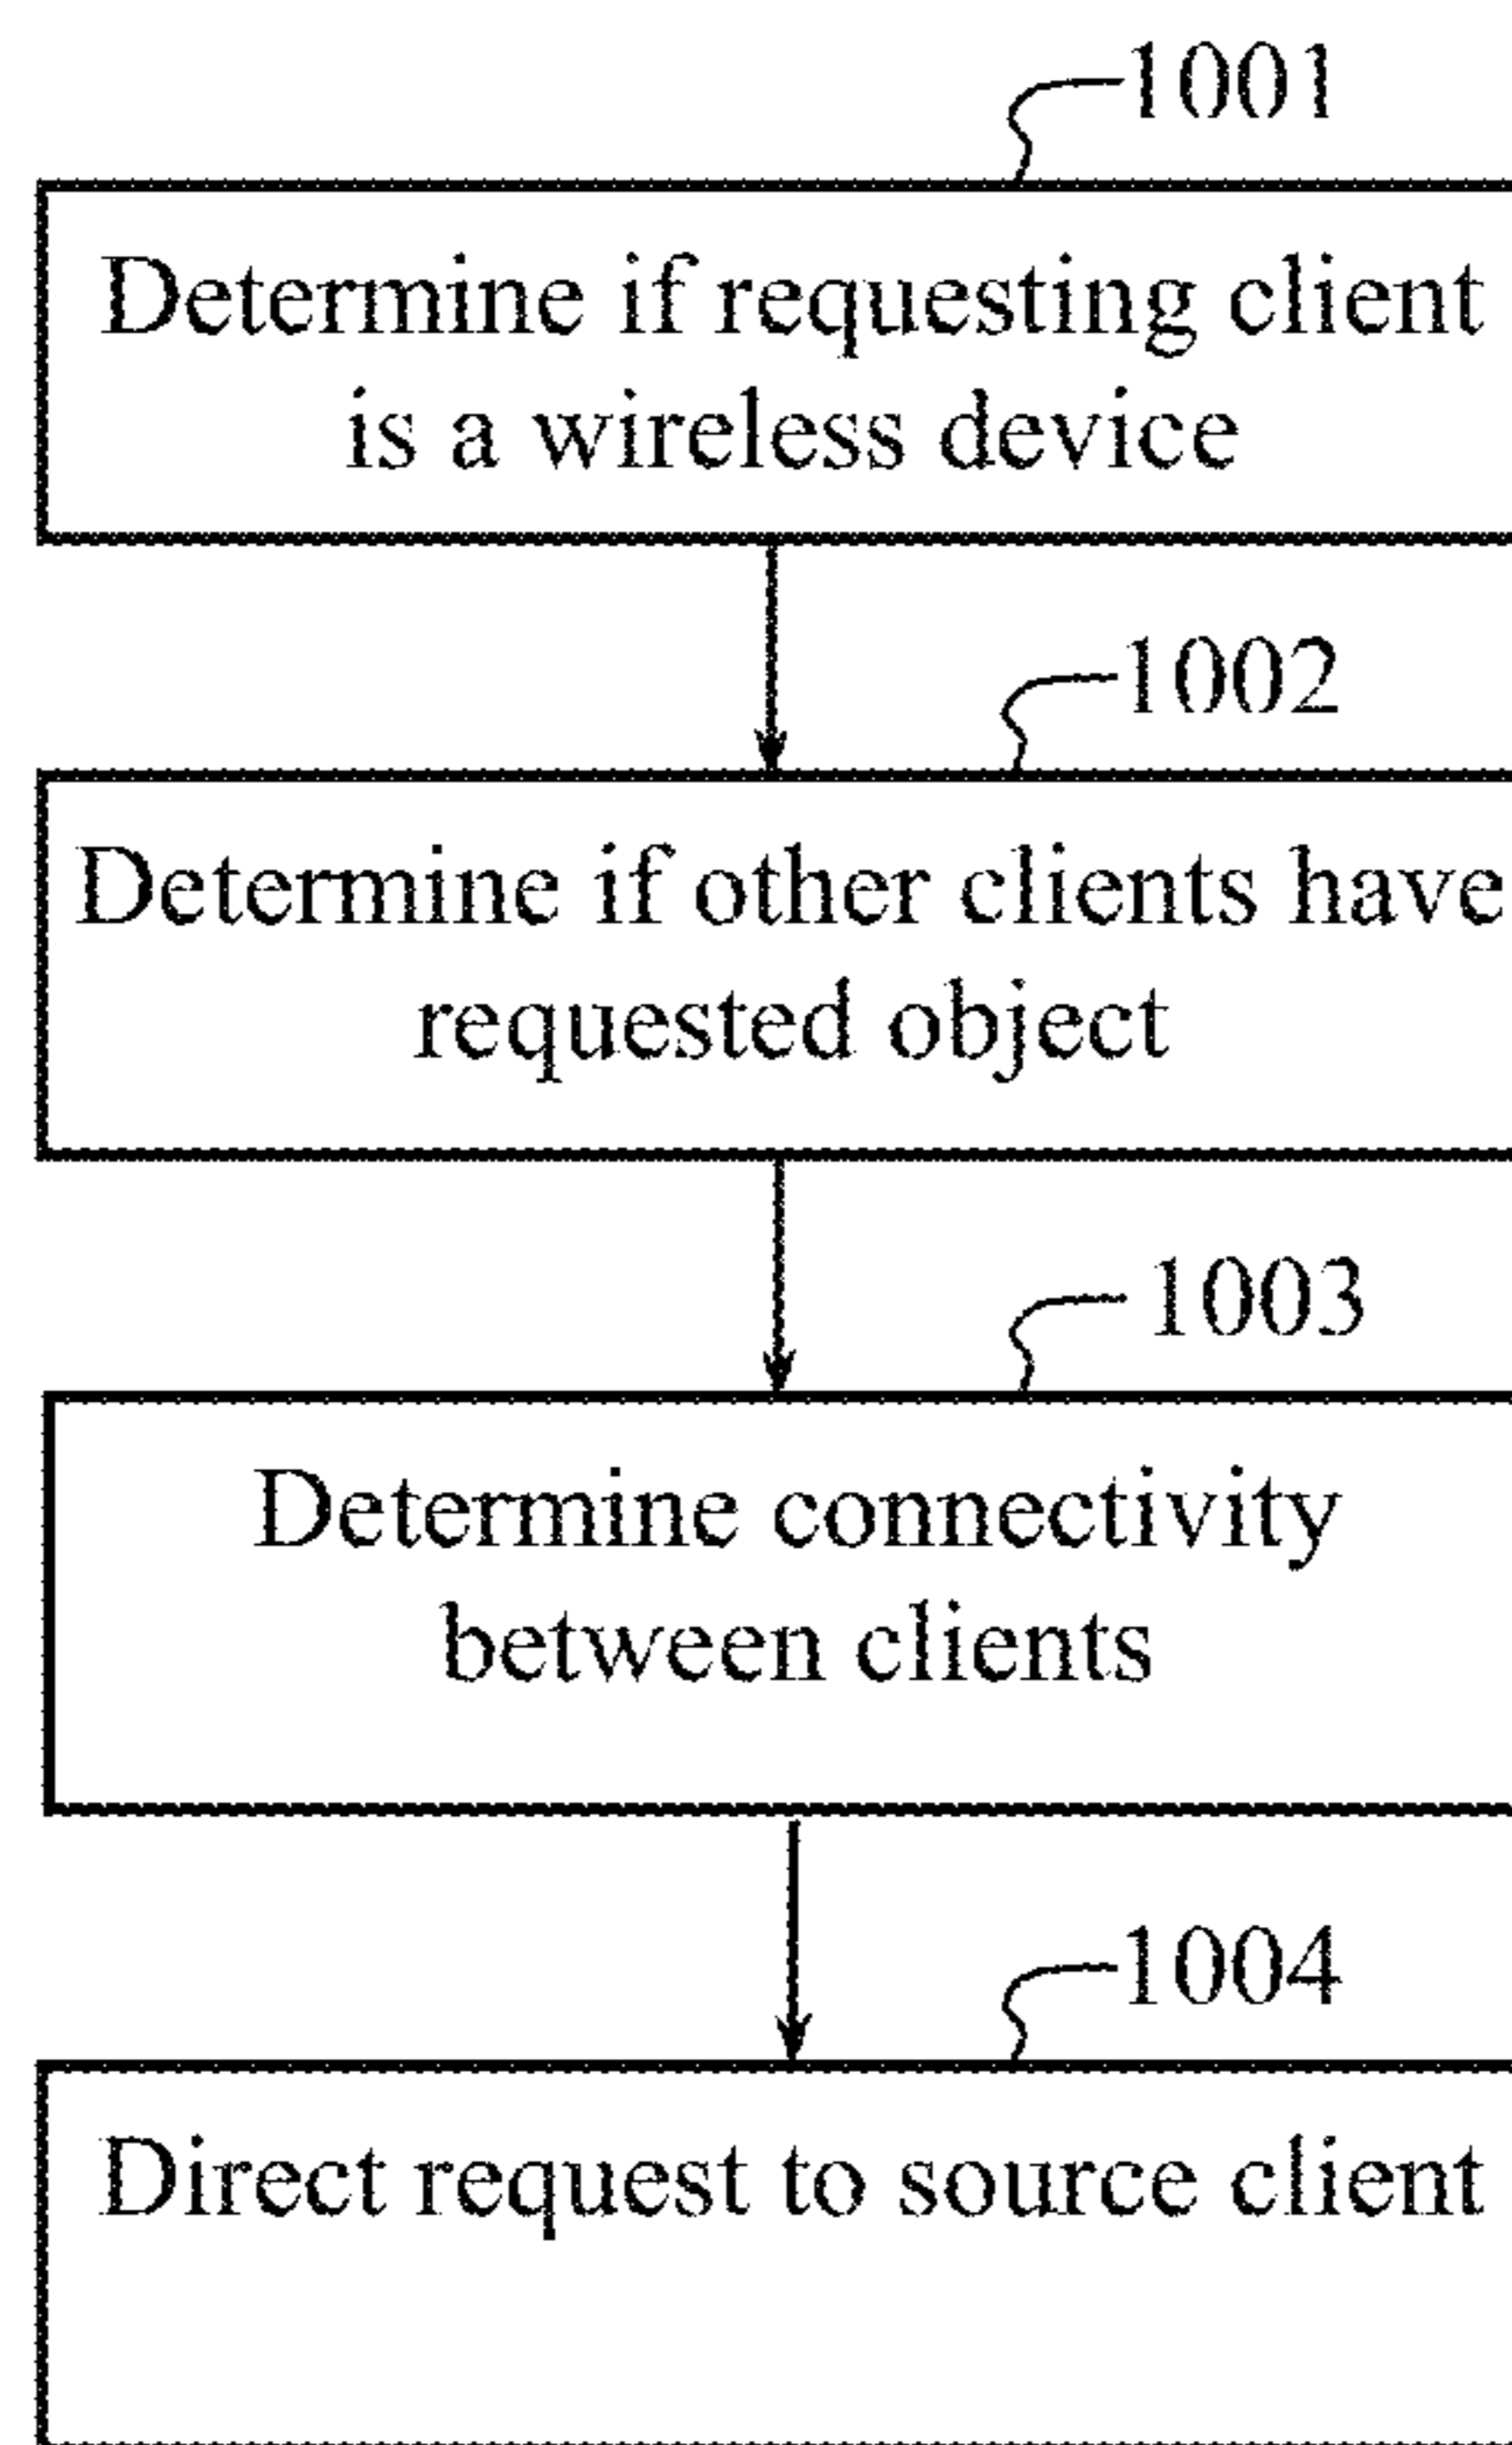 1001
Determine if requesting client
is a wireless device
1002
Determine if other clients have
requested object
1003
Determine connectivity
between clients
1004
Direct request to source client